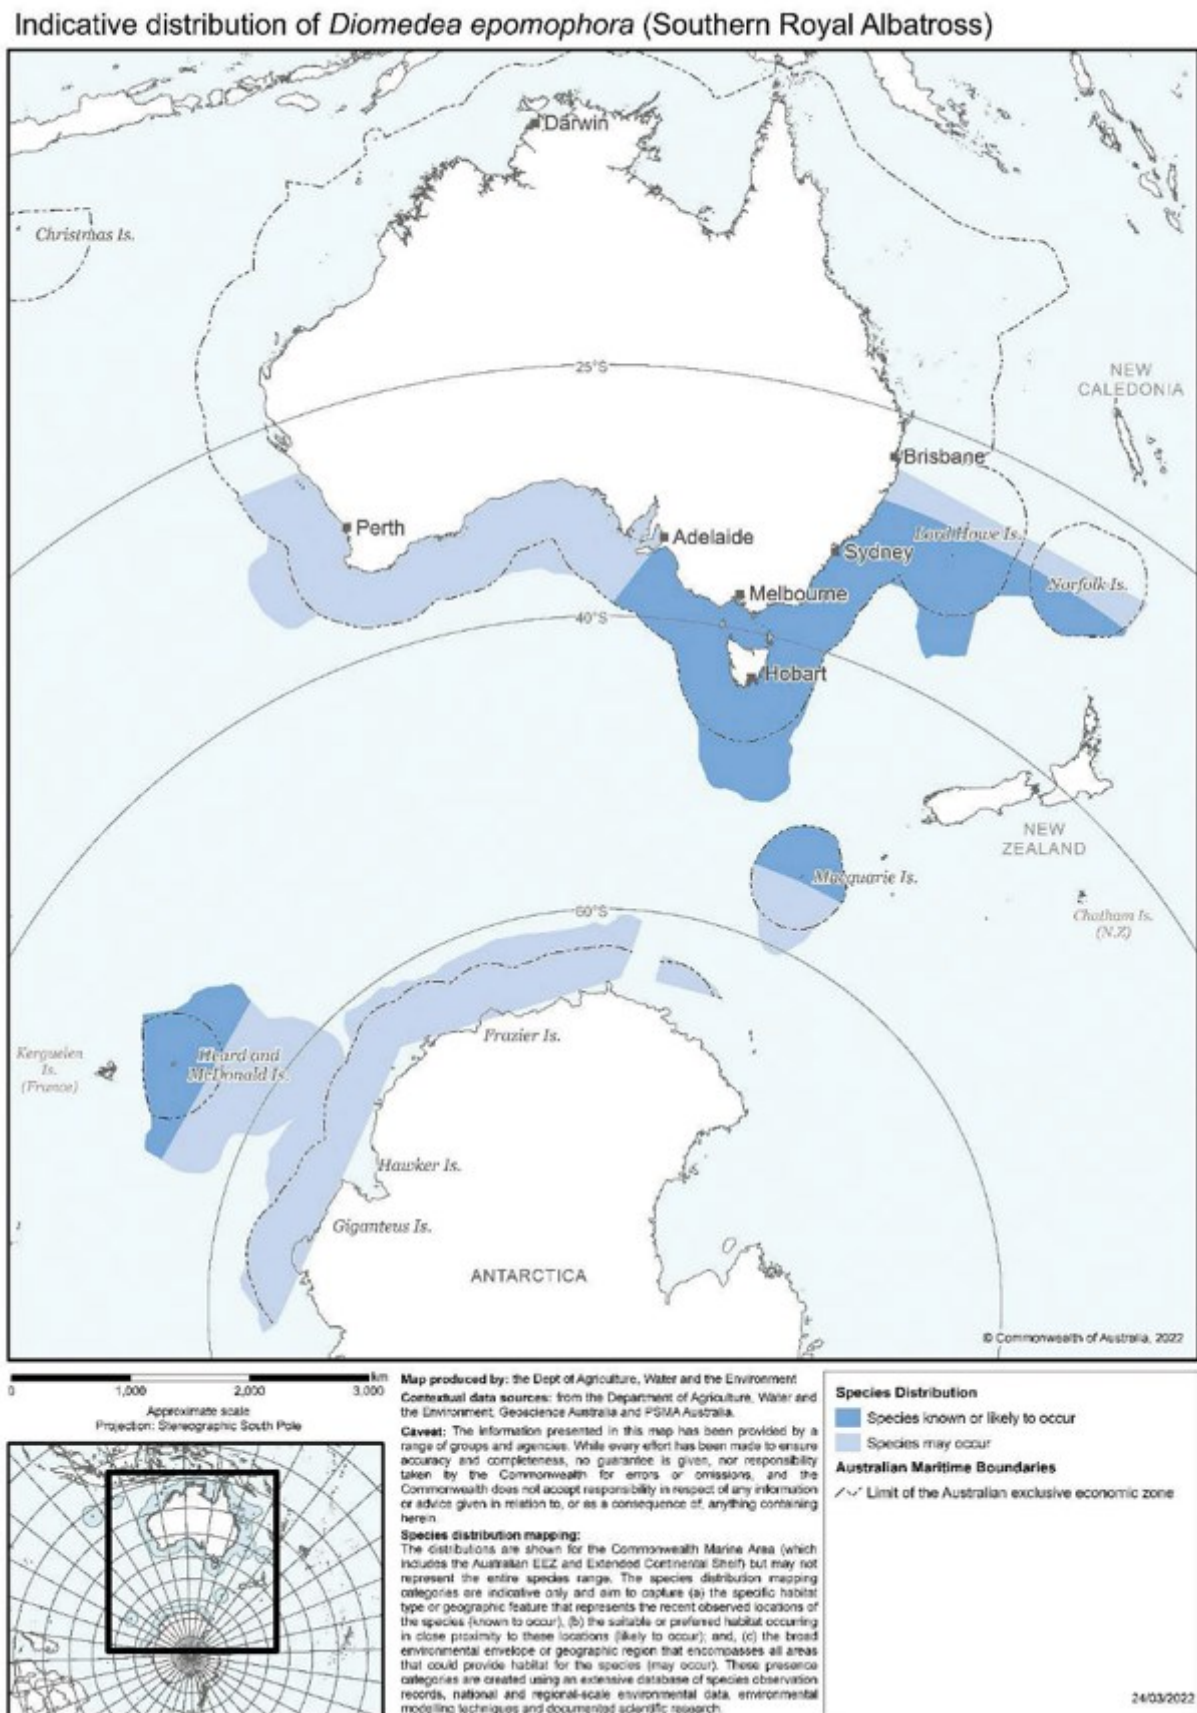 Indicative distribution of Diomedea epomophora (Southern Royal Albatross)
Darwin
Christmas Is.
25°S
NEW
CALEDONIA
Brisbane
Perth
Adelaide
Lord Howe Is.
Sydney
Norfolk Is.
Melbourne
40°S
Hobart
NEW
ZEALAND
Macquarie Is.
60°S
Chatham Is.
(N.Z)
Frazier Is.
Kerguelen
Is.
(France)
Heard and
McDonald Is.
Hawker Is.
Giganteus Is.
ANTARCTICA
© Commonwealth of Australia, 2022
km
0 1,000 2,000 3,000
Approximate scale
Projection: Stereographic South Pole
Map produced by: the Dept of Agriculture, Water and the Environment
Contextual data sources: from the Department of Agriculture, Water and
the Environment, Geoscience Australia and PSMA Australia.
Caveat: The information presented in this map has been provided by a
range of groups and agencies. While every effort has been made to ensure
accuracy and completeness, no guarantee is given, nor responsibility
taken by the Commonwealth for errors or omissions, and the
Commonwealth does not accept responsibility in respect of any information
or advice given in relation to, or as a consequence of, anything containing
herein.
Species distribution mapping:
The distributions are shown for the Commonwealth Marine Area (which
includes the Australian EEZ and Extended Continental Shelf) but may not
represent the entire species range. The species distribution mapping
categories are indicative only and aim to capture (a) the specific habitat
type or geographic feature that represents the recent observed locations of
the species (known to occur), (b) the suitable or preferred habitat occurring
in close proximity to these locations (likely to occur); and, (c) the broad
environmental envelope or geographic region that encompasses all areas
that could provide habitat for the species (may occur). These presence
categories are created using an extensive database of species observation
records, national and regional-scale environmental data, environmental
modelling techniques and documented scientific research.
Species Distribution
Species known or likely to occur
Species may occur
Australian Maritime Boundaries
Limit of the Australian exclusive economic zone
24/03/2022